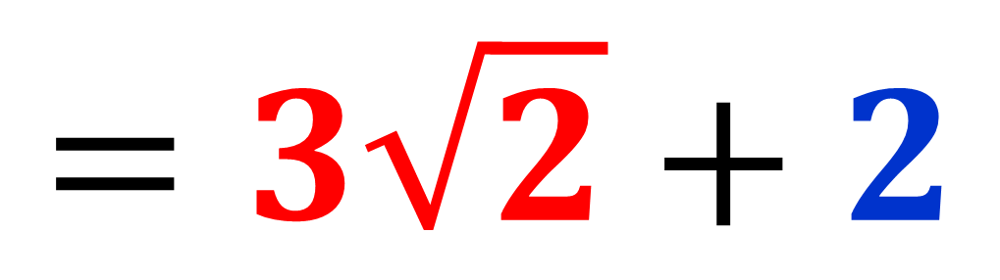 = 3√2 + 2